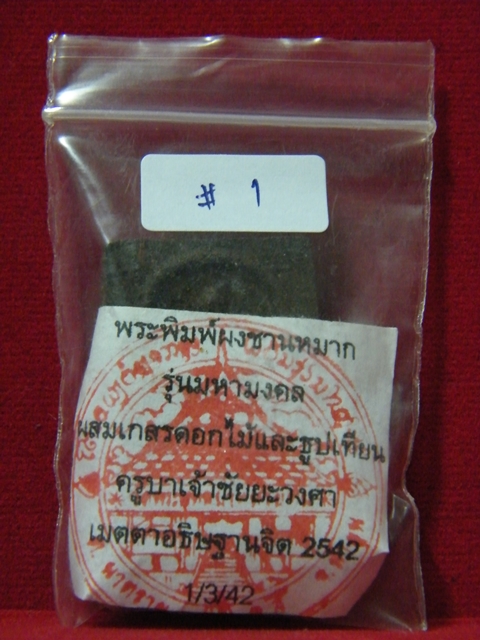 # 1
พระพิมพ์ผงชานหมาก
รุ่นมหามงคล
ผสมเกสรดอกไม้และธูปเทียน
ครูบาเจ้าชัยยะวงศา
เมตตาอธิษฐานจิต 2542
1/3/42